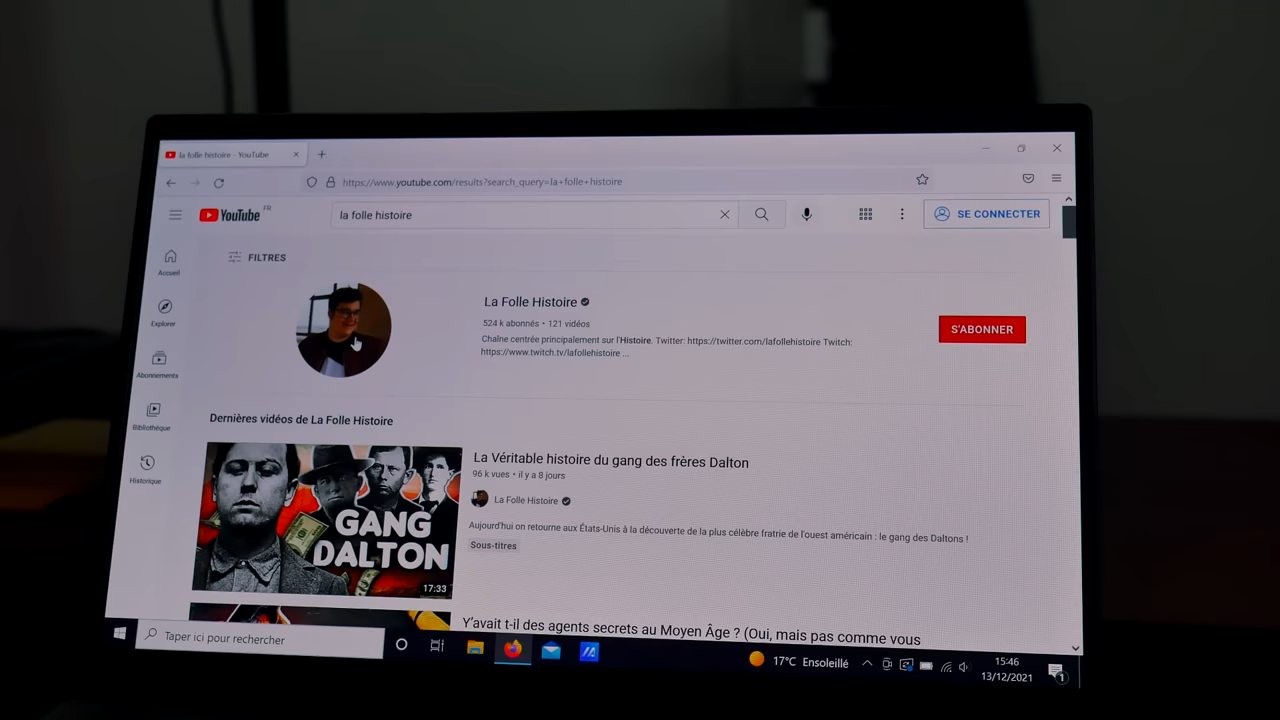 la folle histoire - YouTube
https://www.youtube.com/results?search_query=la+folle+histoire
YouTube FR
la folle histoire
SE CONNECTER
FILTRES
Accueil
Explorer
Abonnements
Bibliothèque
Historique
La Folle Histoire
524 k abonnés • 121 vidéos
Chaîne centrée principalement sur l'Histoire. Twitter: https://twitter.com/lafollehistoire Twitch:
https://www.twitch.tv/lafollehistoire ...
S'ABONNER
Dernières vidéos de La Folle Histoire
GANG
DALTON
17:33
La Véritable histoire du gang des frères Dalton
96 k vues • il y a 8 jours
La Folle Histoire
Aujourd'hui on retourne aux États-Unis à la découverte de la plus célèbre fratrie de l'ouest américain : le gang des Daltons !
Sous-titres
Y'avait t-il des agents secrets au Moyen Âge ? (Oui, mais pas comme vous
Taper ici pour rechercher
17°C Ensoleillé
15:46
13/12/2021
1